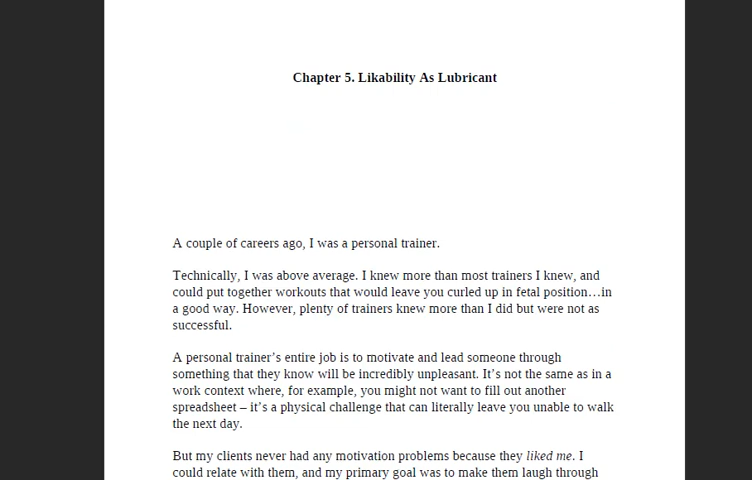 Chapter 5. Likability As Lubricant
A couple of careers ago, I was a personal trainer.
Technically, I was above average. I knew more than most trainers I knew, and
could put together workouts that would leave you curled up in fetal position…in
a good way. However, plenty of trainers knew more than I did but were not as
successful.
A personal trainer’s entire job is to motivate and lead someone through
something that they know will be incredibly unpleasant. It’s not the same as in a
work context where, for example, you might not want to fill out another
spreadsheet – it’s a physical challenge that can literally leave you unable to walk
the next day.
But my clients never had any motivation problems because they liked me. I
could relate with them, and my primary goal was to make them laugh through